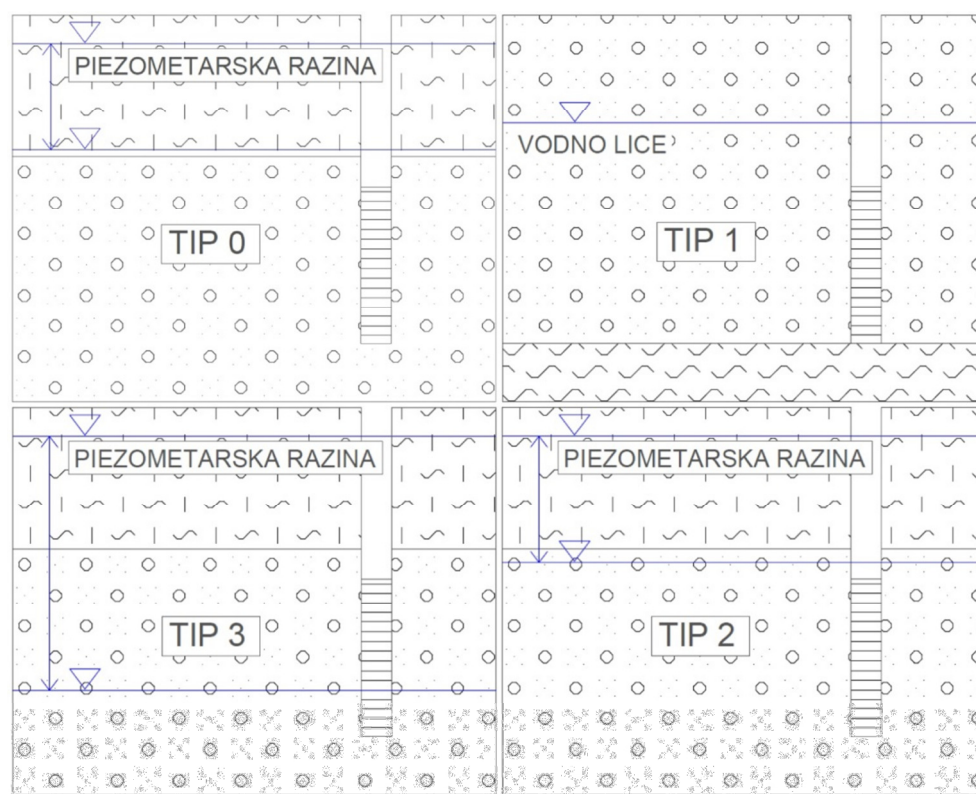 PIEZOMETARSKA RAZINA
TIP 0
VODNO LICE
TIP 1
PIEZOMETARSKA RAZINA
TIP 3
PIEZOMETARSKA RAZINA
TIP 2